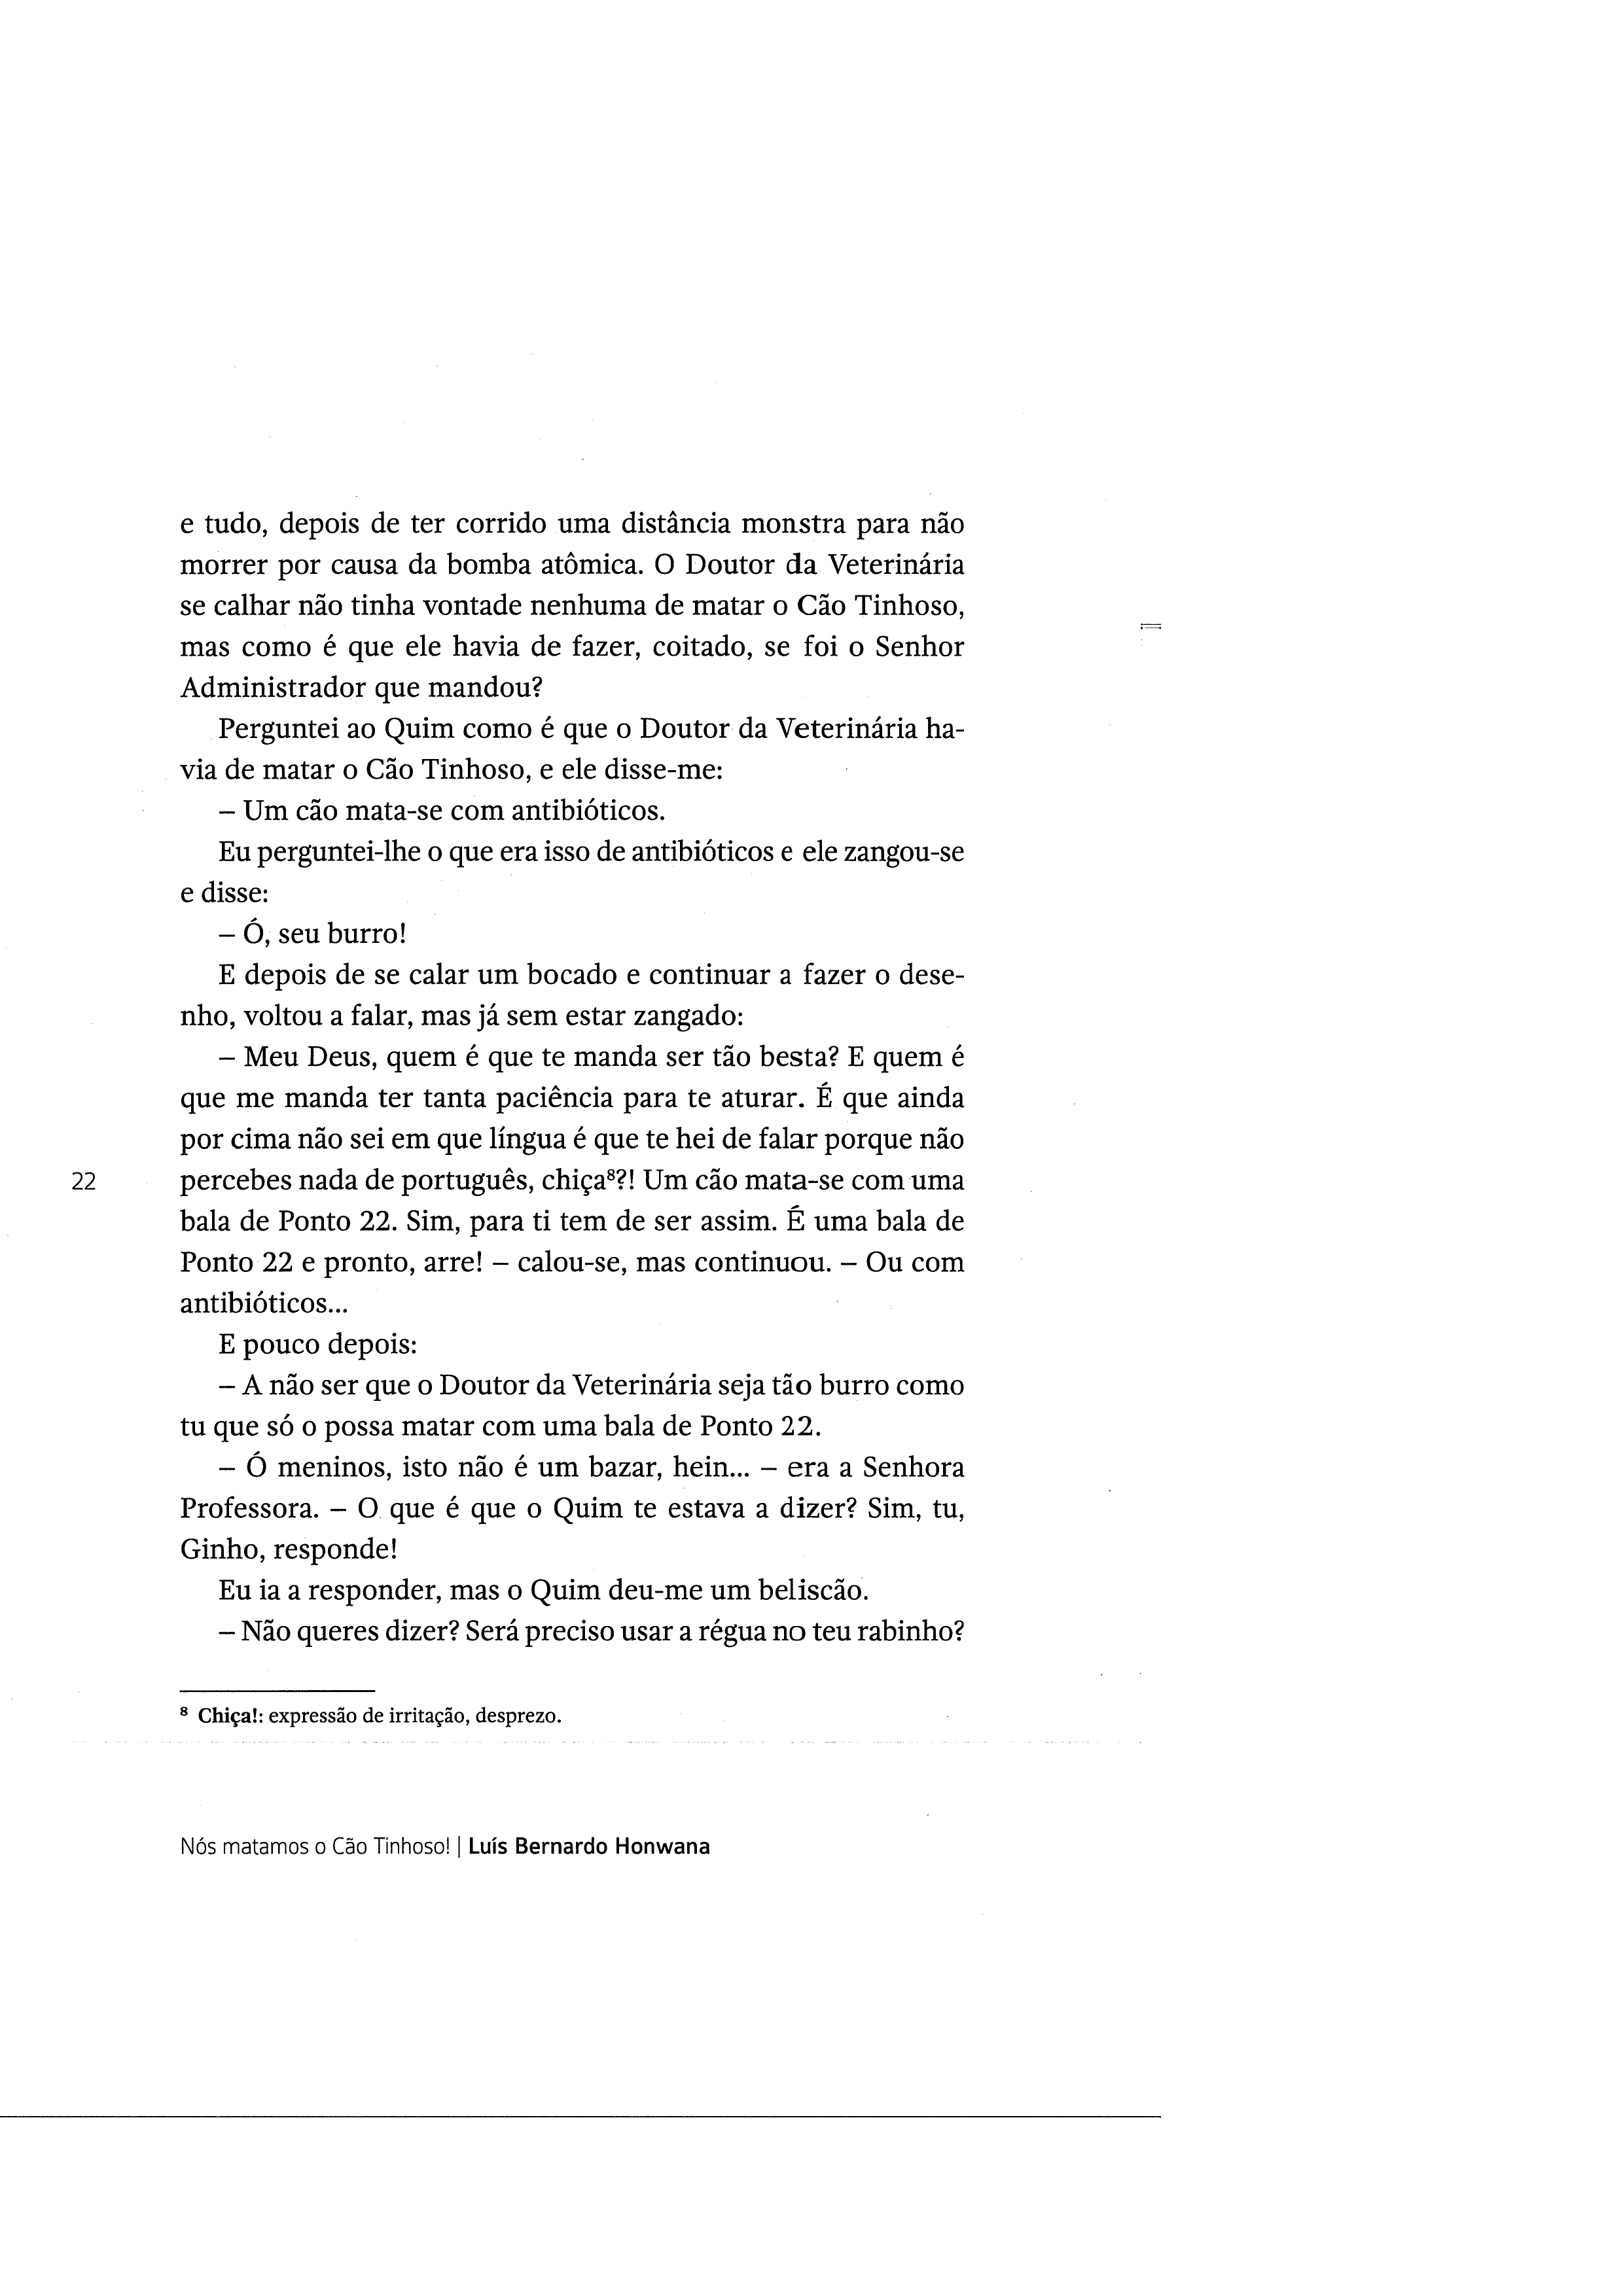 e tudo, depois de ter corrido uma distância monstra para não
morrer por causa da bomba atômica. O Doutor da Veterinária
se calhar não tinha vontade nenhuma de matar o Cão Tinhoso,
mas como é que ele havia de fazer, coitado, se foi o Senhor
Administrador que mandou?
Perguntei ao Quim como é que o Doutor da Veterinária ha-
via de matar o Cão Tinhoso, e ele disse-me:
– Um cão mata-se com antibióticos.
Eu perguntei-lhe o que era isso de antibióticos e ele zangou-se
e disse:
– Ó, seu burro!
E depois de se calar um bocado e continuar a fazer o dese-
nho, voltou a falar, mas já sem estar zangado:
– Meu Deus, quem é que te manda ser tão besta? E quem é
que me manda ter tanta paciência para te aturar. É que ainda
por cima não sei em que língua é que te hei de falar porque não
22
percebes nada de português, chiça⁸?! Um cão mata-se com uma
bala de Ponto 22. Sim, para ti tem de ser assim. É uma bala de
Ponto 22 e pronto, arre! – calou-se, mas continuou. – Ou com
antibióticos...
E pouco depois:
– A não ser que o Doutor da Veterinária seja tão burro como
tu que só o possa matar com uma bala de Ponto 22.
– Ó meninos, isto não é um bazar, hein... – era a Senhora
Professora. – O que é que o Quim te estava a dizer? Sim, tu,
Ginho, responde!
Eu ia a responder, mas o Quim deu-me um beliscão.
– Não queres dizer? Será preciso usar a régua no teu rabinho?
⁸ Chiça!: expressão de irritação, desprezo.
Nós matamos o Cão Tinhoso! | Luís Bernardo Honwana